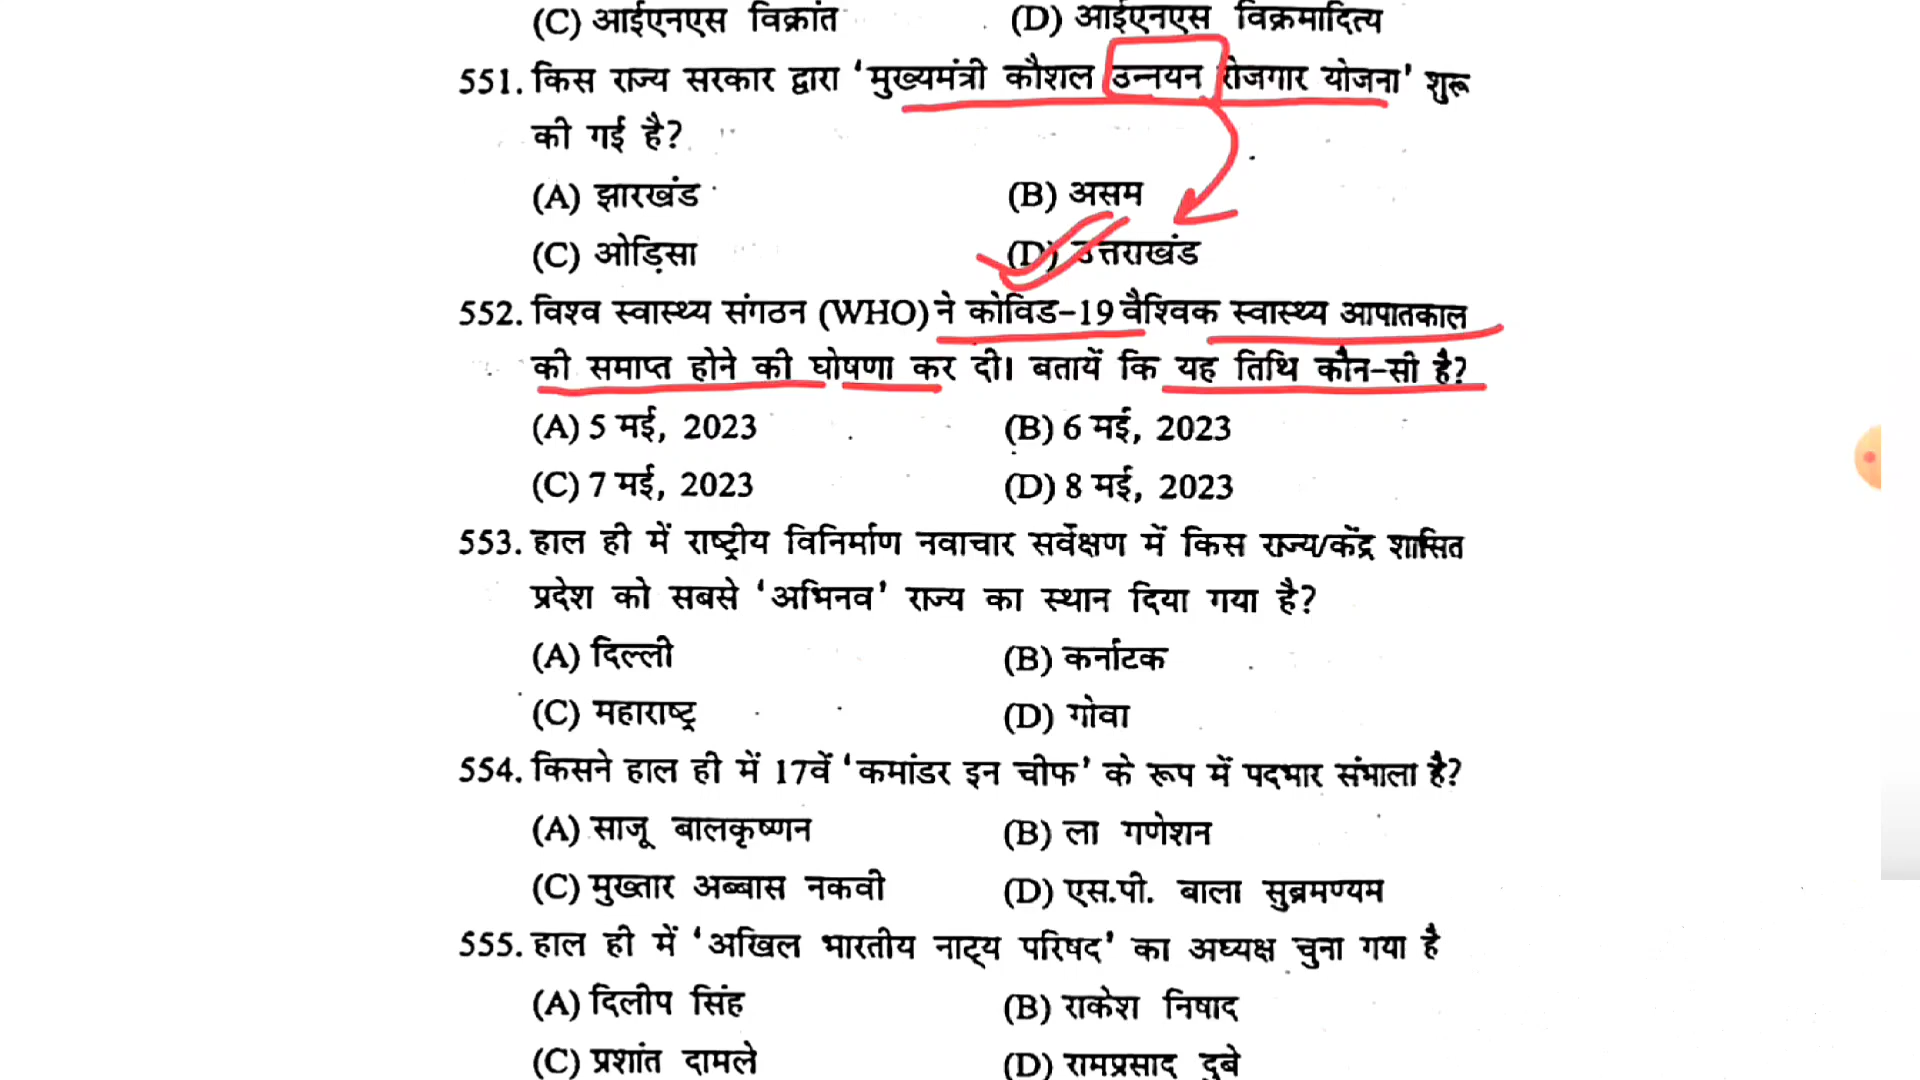 (C) आईएनएस विक्रांत (D) आईएनएस विक्रमादित्य
551. किस राज्य सरकार द्वारा ‘मुख्यमंत्री कौशल उन्नयन रोजगार योजना’ शुरू
की गई है?
(A) झारखंड (B) असम
(C) ओड़िसा (D) उत्तराखंड
552. विश्व स्वास्थ्य संगठन (WHO) ने कोविड-19 वैश्विक स्वास्थ्य आपातकाल
की समाप्त होने की घोषणा कर दी। बतायें कि यह तिथि कौन-सी है?
(A) 5 मई, 2023 (B) 6 मई, 2023
(C) 7 मई, 2023 (D) 8 मई, 2023
553. हाल ही में राष्ट्रीय विनिर्माण नवाचार सर्वेक्षण में किस राज्य/केंद्र शासित
प्रदेश को सबसे ‘अभिनव’ राज्य का स्थान दिया गया है?
(A) दिल्ली (B) कर्नाटक
(C) महाराष्ट्र (D) गोवा
554. किसने हाल ही में 17वें ‘कमांडर इन चीफ’ के रूप में पदभार संभाला है?
(A) साजू बालकृष्णन (B) ला गणेशन
(C) मुख्तार अब्बास नकवी (D) एस.पी. बाला सुब्रमण्यम
555. हाल ही में ‘अखिल भारतीय नाट्य परिषद’ का अध्यक्ष चुना गया है
(A) दिलीप सिंह (B) राकेश निषाद
(C) प्रशांत दामले (D) रामप्रसाद दुबे